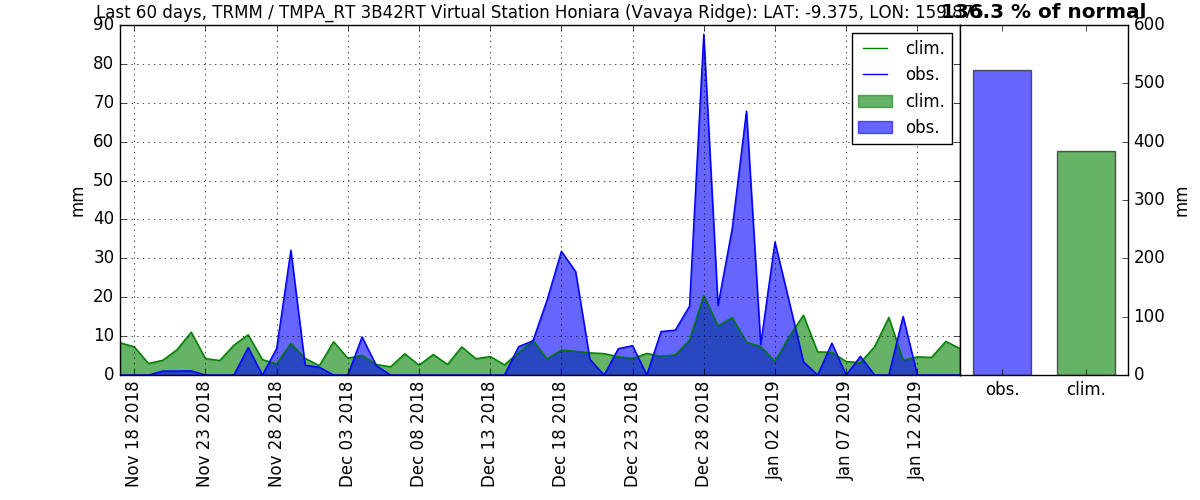 Last 60 days, TRMM / TMPA_RT 3B42RT Virtual Station Honiara (Vavaya Ridge): LAT: -9.375, LON:
136.3 % of normal
90
80
70
60
50
40
30
20
10
0
mm
clim.
obs.
clim.
obs.
600
500
400
300
200
100
0
mm
obs.
clim.
Nov 18 2018
Nov 23 2018
Nov 28 2018
Dec 03 2018
Dec 08 2018
Dec 13 2018
Dec 18 2018
Dec 23 2018
Dec 28 2018
Jan 02 2019
Jan 07 2019
Jan 12 2019